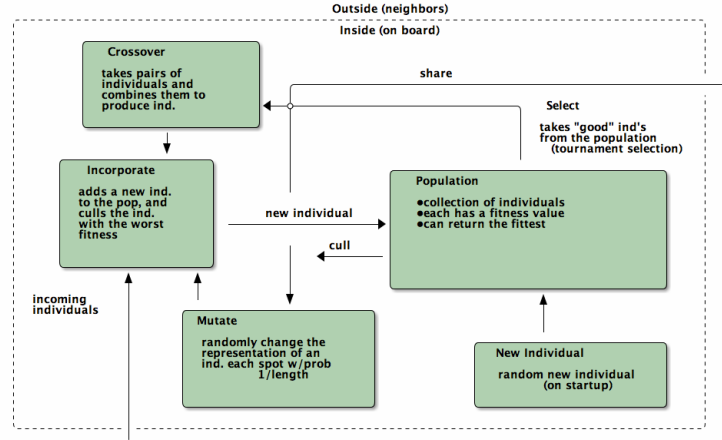 Outside (neighbors)
Inside (on board)
Crossover
takes pairs of
individuals and
combines them to
produce ind.
share
Select
takes "good" ind's
from the population
(tournament selection)
Incorporate
adds a new ind.
to the pop, and
culls the ind.
with the worst
fitness
new individual
cull
Population
●collection of individuals
●each has a fitness value
●can return the fittest
incoming
individuals
Mutate
randomly change the
representation of an
ind. each spot w/prob
1/length
New Individual
random new individual
(on startup)